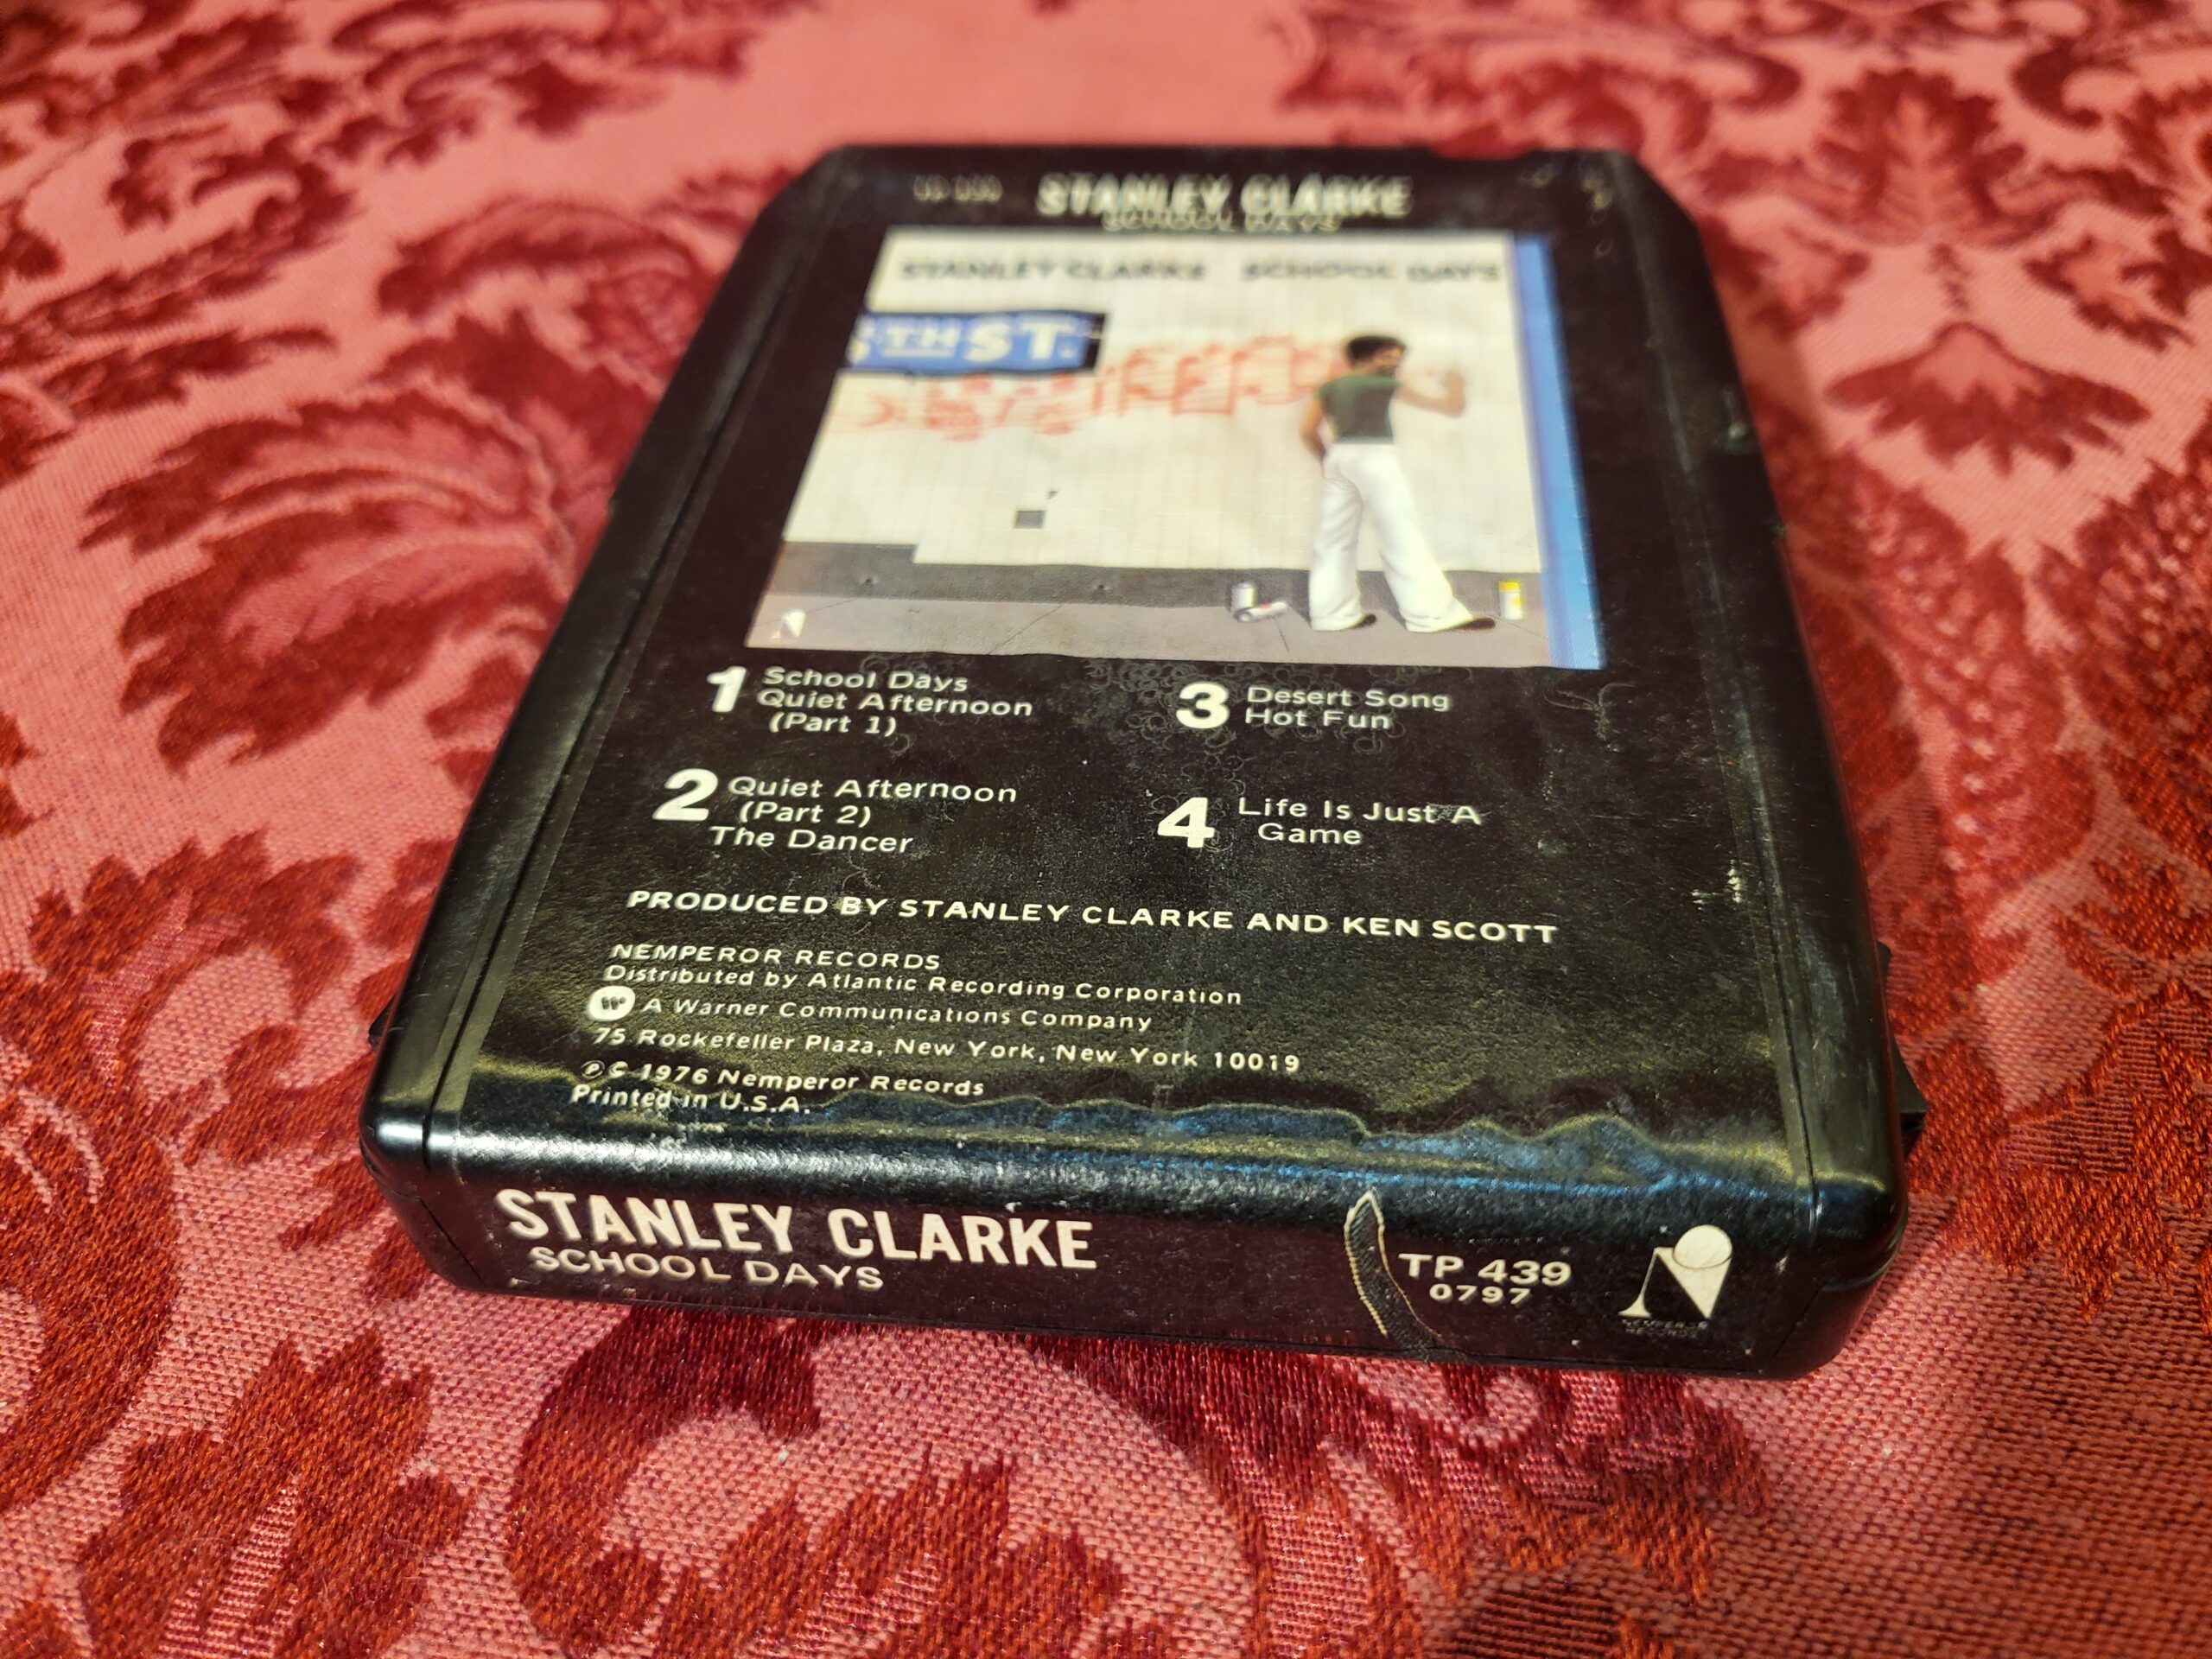 STANLEY CLARKE
SCHOOL DAYS
STANLEY CLARKE SCHOOL DAYS
TH ST.
1 School Days
Quiet Afternoon
(Part 1)
2 Quiet Afternoon
(Part 2)
The Dancer
3 Desert Song
Hot Fun
4 Life Is Just A
Game
PRODUCED BY STANLEY CLARKE AND KEN SCOTT
NEMPEROR RECORDS
Distributed by Atlantic Recording Corporation
A Warner Communications Company
75 Rockefeller Plaza, New York, New York 10019
℗ © 1976 Nemperor Records
Printed in U.S.A.
STANLEY CLARKE
SCHOOL DAYS
TP 439
0797
N
NEMPEROR
RECORDS